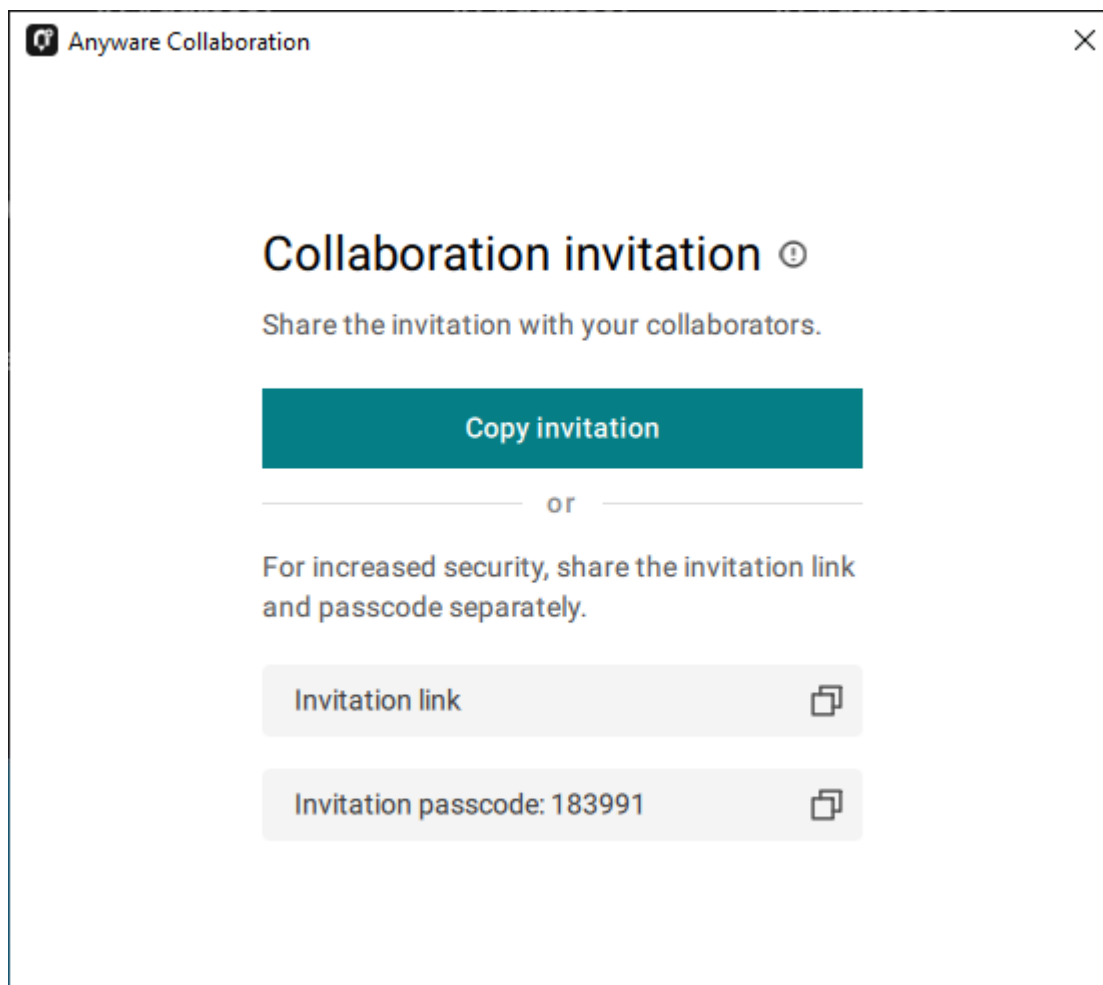 Anyware Collaboration
Collaboration invitation
Share the invitation with your collaborators.
Copy invitation
or
For increased security, share the invitation link
and passcode separately.
Invitation link
Invitation passcode: 183991